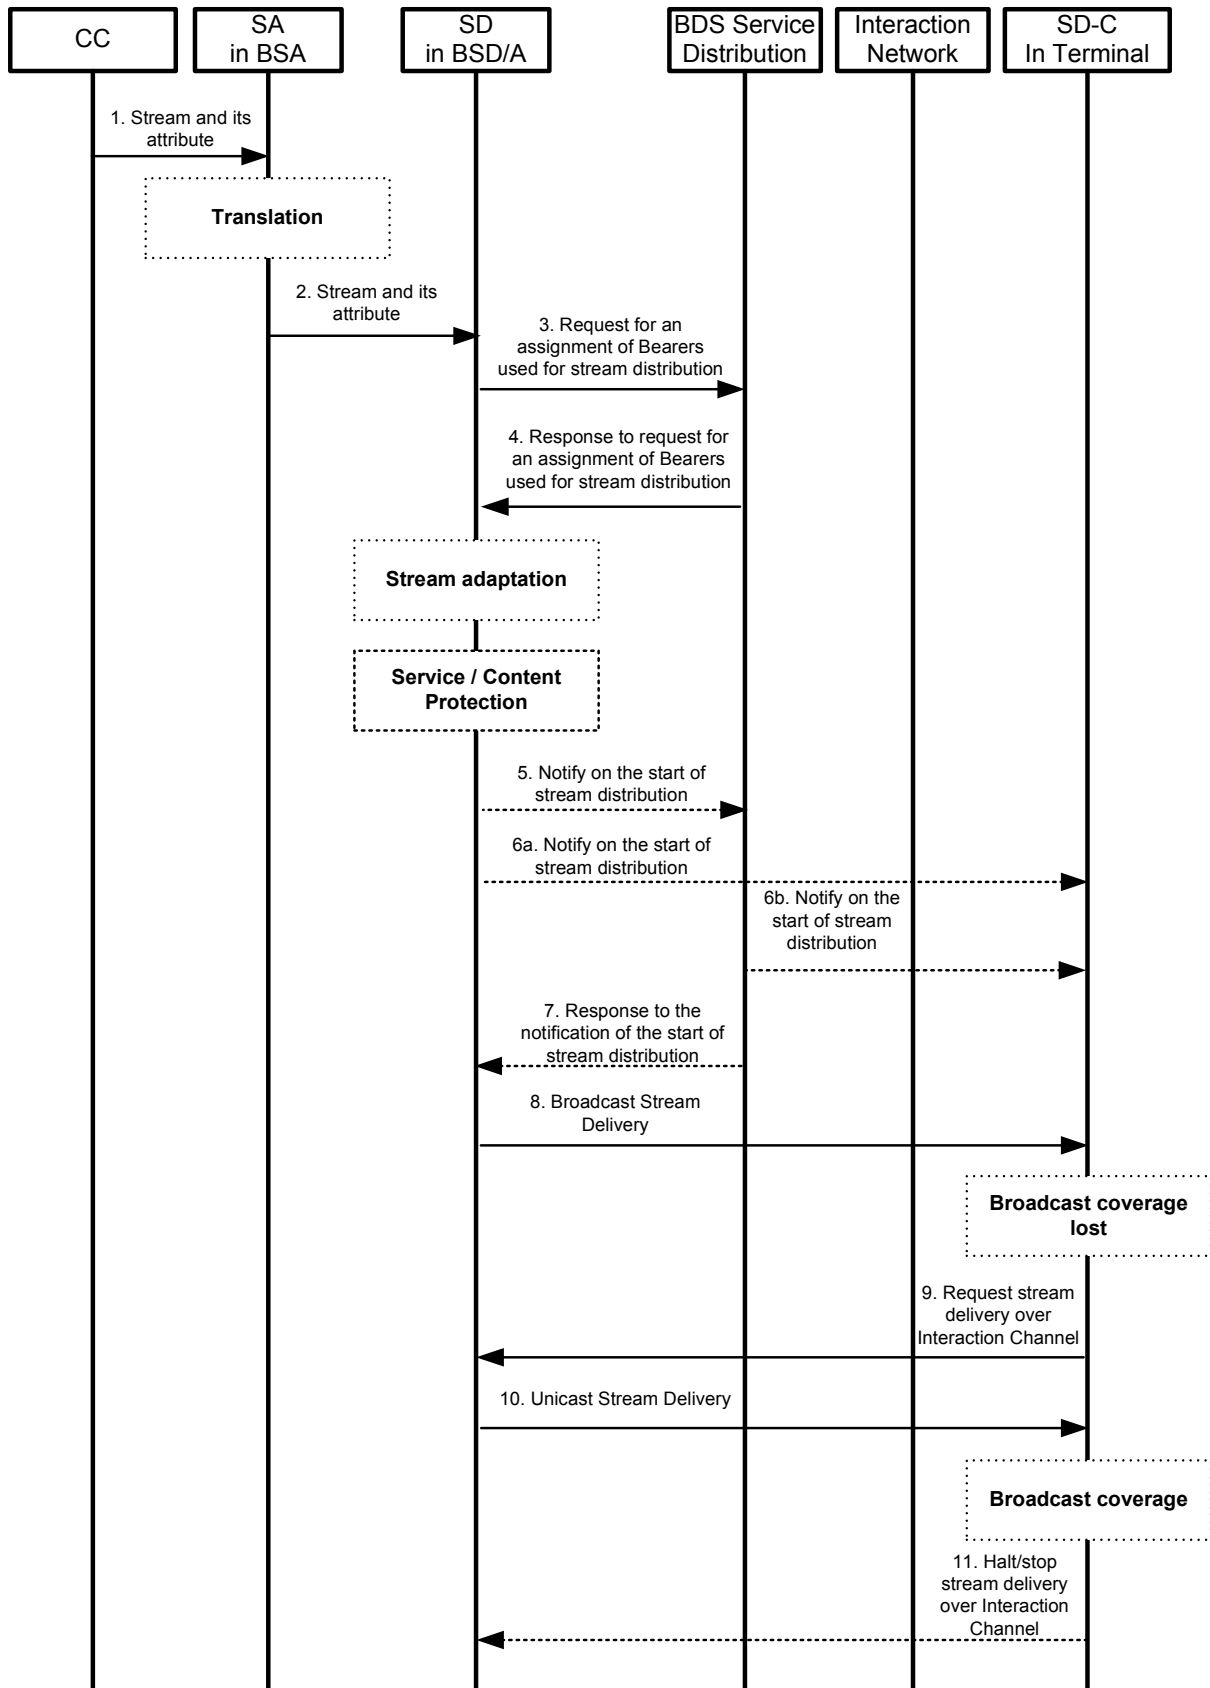 CC
SA
in BSA
SD
in BSD/A
BDS Service
Distribution
Interaction
Network
SD-C
In Terminal
1. Stream and its
attribute
Translation
2. Stream and its
attribute
3. Request for an
assignment of Bearers
used for stream distribution
4. Response to request for
an assignment of Bearers
used for stream distribution
Stream adaptation
Service / Content
Protection
5. Notify on the start of
stream distribution
6a. Notify on the start of
stream distribution
6b. Notify on the
start of stream
distribution
7. Response to the
notification of the start of
stream distribution
8. Broadcast Stream
Delivery
Broadcast coverage
lost
9. Request stream
delivery over
Interaction Channel
10. Unicast Stream Delivery
Broadcast coverage
11. Halt/stop
stream delivery
over Interaction
Channel